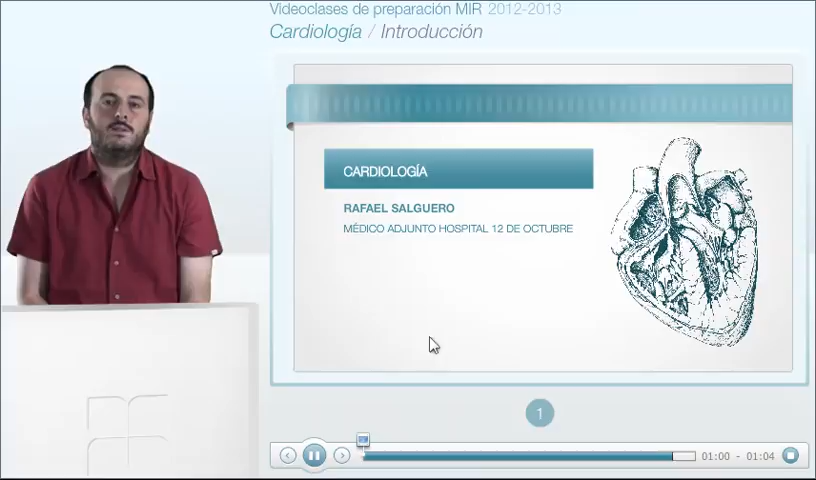 Videoclases de preparación MIR 2012-2013
Cardiología / Introducción
CARDIOLOGÍA
RAFAEL SALGUERO
MÉDICO ADJUNTO HOSPITAL 12 DE OCTUBRE
1
01:00 - 01:04